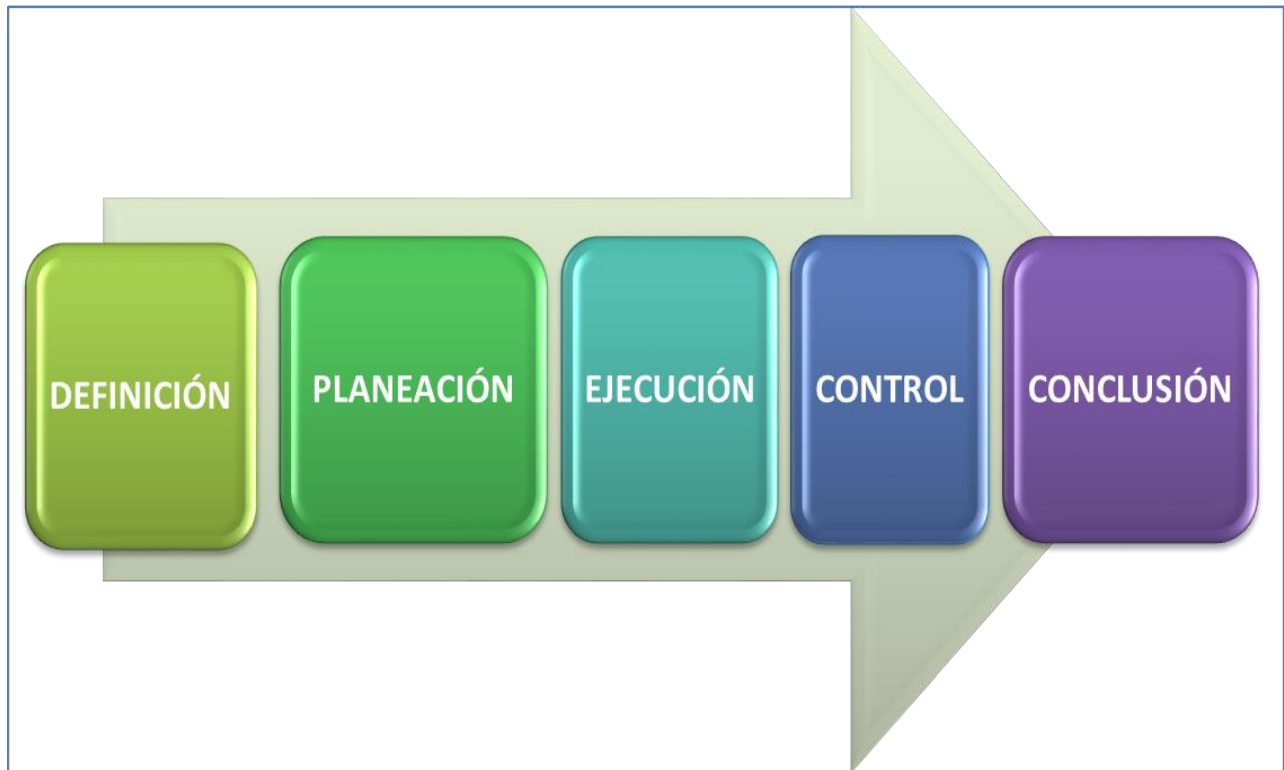 DEFINICIÓN
PLANEACIÓN
EJECUCIÓN
CONTROL
CONCLUSIÓN